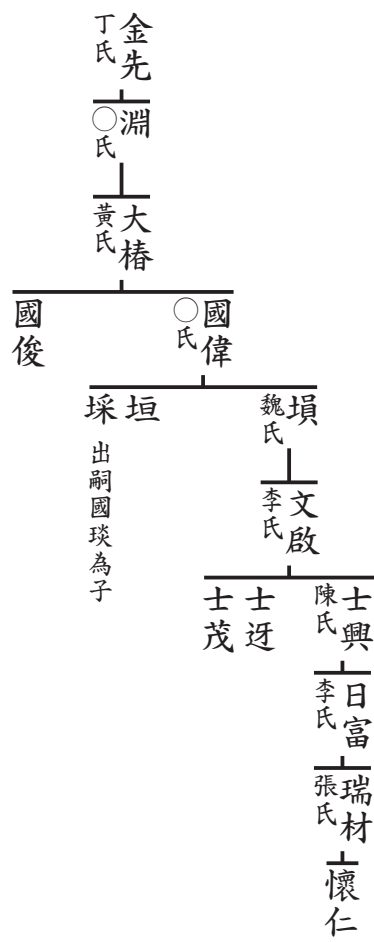 金先
丁氏
淵
○氏
大椿
黃氏
國偉
○氏
國俊
塤
魏氏
垣
埰
出嗣國琰為子
文啟
李氏
士興
陳氏
士迓
士茂
日富
李氏
瑞材
張氏
懷仁